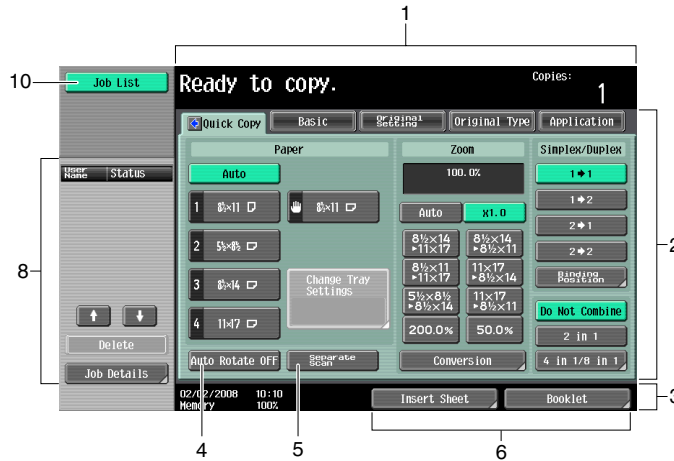 1
10
Job List
Ready to copy.
Copies:
1
Quick Copy
Basic
Original
Setting
Original Type
Application
Paper
Zoom
Simplex/Duplex
User
Name
Status
Auto
1 8½×11
8½×11
2 5½×8½
3 8½×14
4 11×17
Change Tray
Settings
100.0%
Auto
x1.0
8½×14
▸11×17
8½×14
▸8½×11
8½×11
▸11×17
11×17
▸8½×14
5½×8½
▸8½×14
11×17
▸8½×11
200.0%
50.0%
1➔1
1➔2
2➔1
2➔2
Binding
Position
Do Not Combine
2 in 1
4 in 1/8 in 1
2
8
Delete
Job Details
Auto Rotate OFF
Separate
Scan
Conversion
02/02/2008 10:10
Memory 100%
Insert Sheet
Booklet
3
4
5
6